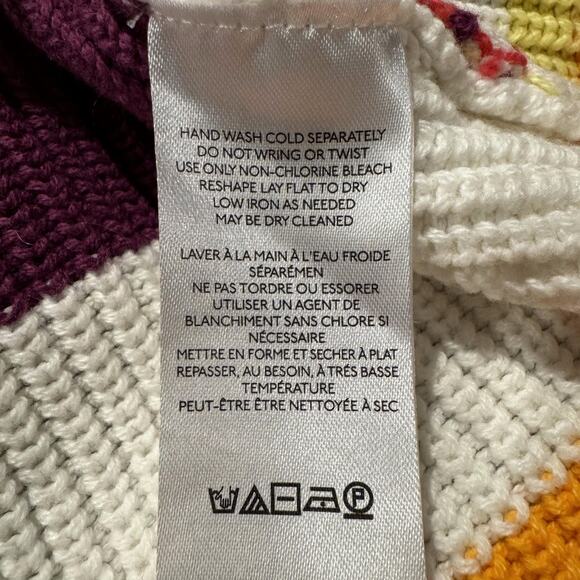 HAND WASH COLD SEPARATELY
DO NOT WRING OR TWIST
USE ONLY NON-CHLORINE BLEACH
RESHAPE LAY FLAT TO DRY
LOW IRON AS NEEDED
MAY BE DRY CLEANED
LAVER À LA MAIN À L'EAU FROIDE
SÉPARÉMEN
NE PAS TORDRE OU ESSORER
UTILISER UN AGENT DE
BLANCHIMENT SANS CHLORE SI
NÉCESSAIRE
METTRE EN FORME ET SECHER À PLAT
REPASSER, AU BESOIN, À TRÉS BASSE
TEMPÉRATURE
PEUT-ÊTRE ÊTRE NETTOYÉE À SEC
P